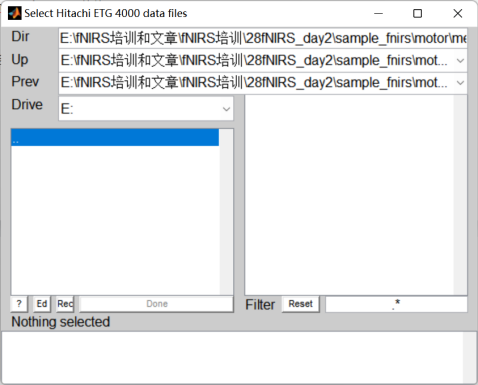 Select Hitachi ETG 4000 data files
Dir E:\fNIRS培训和文章\fNIRS培训\28fNIRS_day2\sample_fnirs\motor\me
Up E:\fNIRS培训和文章\fNIRS培训\28fNIRS_day2\sample_fnirs\mot...
Prev E:\fNIRS培训和文章\fNIRS培训\28fNIRS_day2\sample_fnirs\mot...
Drive E:
..
? Ed Rec Done Filter Reset .*
Nothing selected